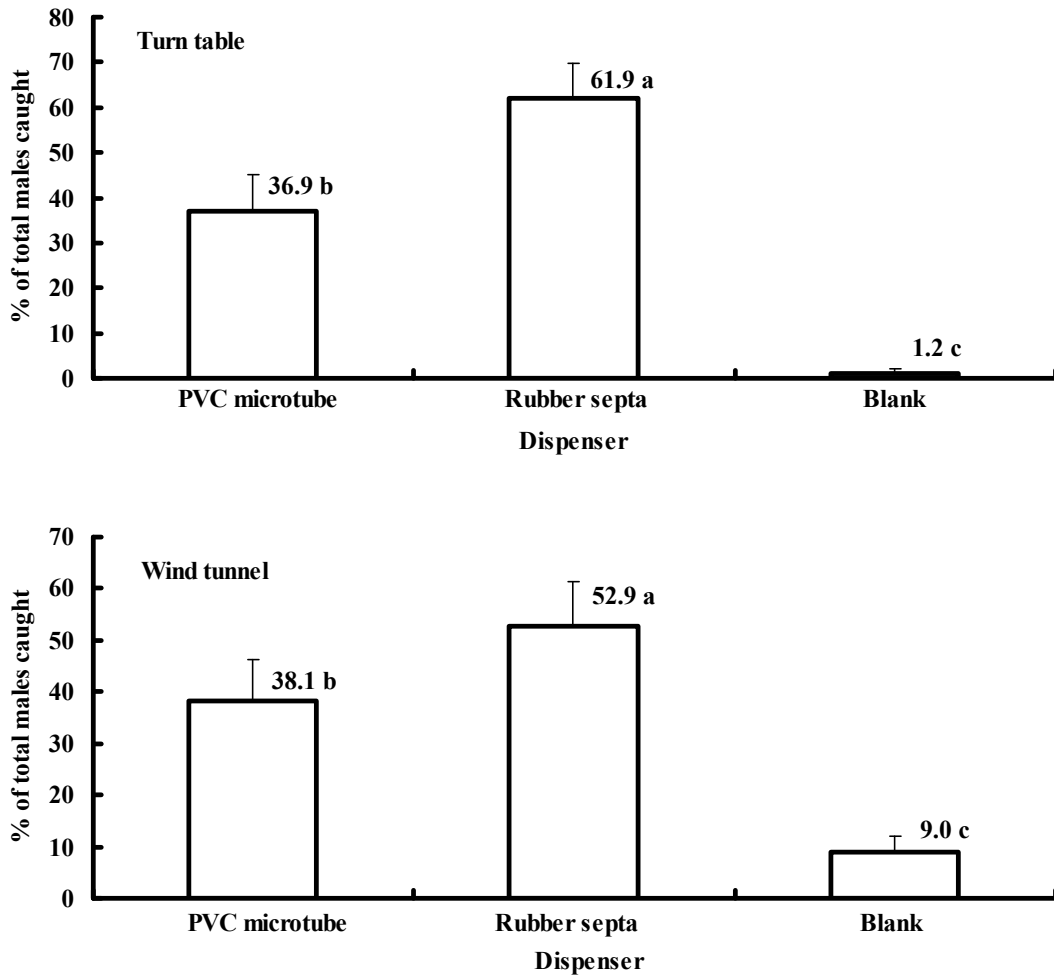 80
Turn table
70
61.9 a
60
50
36.9 b
40
30
20
10
1.2 c
0
% of total males caught
PVC microtube Rubber septa Blank
Dispenser
70
Wind tunnel
60
52.9 a
50
38.1 b
40
30
20
10
9.0 c
0
% of total males caught
PVC microtube Rubber septa Blank
Dispenser